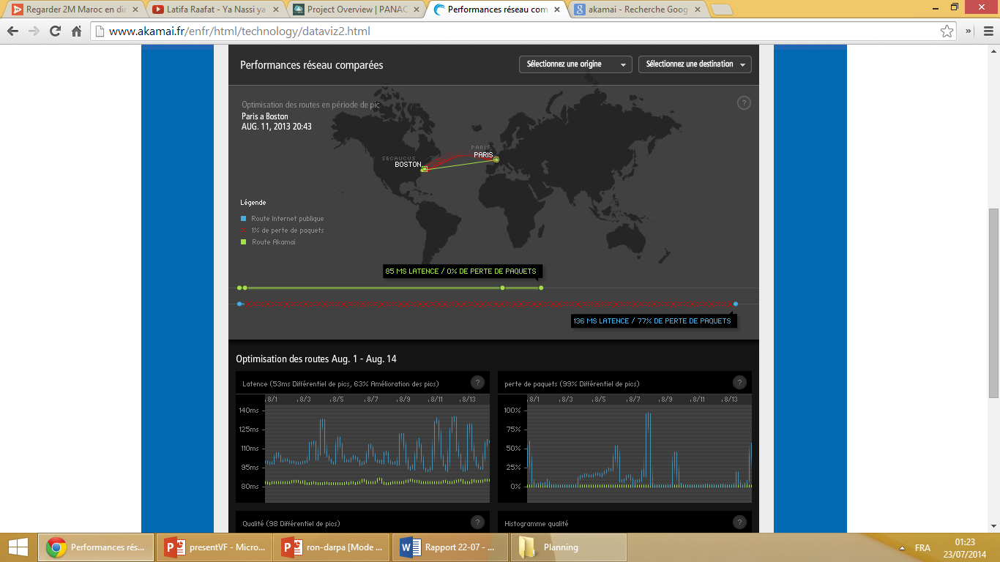 Regarder 2M Maroc en dir
Latifa Raafat - Ya Nassi ya
Project Overview | PANAC
Performances réseau com
akamai - Recherche Goog
www.akamai.fr/enfr/html/technology/dataviz2.html
Performances réseau comparées
Sélectionnez une origine
Sélectionnez une destination
Optimisation des routes en période de pic
?
Paris a Boston
AUG. 11, 2013 20:43
PARIS
PARIS
SECAUCUS
BOSTON
Légende
Route Internet publique
1% de perte de paquets
Route Akamai
85 MS LATENCE / 0% DE PERTE DE PAQUETS
136 MS LATENCE / 77% DE PERTE DE PAQUETS
Optimisation des routes Aug. 1 - Aug. 14
Latence (53ms Différentiel de pics, 63% Amélioration des pics)
?
8/1 8/3 8/5 8/7 8/9 8/11 8/13
140ms
125ms
110ms
95ms
80ms
perte de paquets (99% Différentiel de pics)
?
8/1 8/3 8/5 8/7 8/9 8/11 8/13
100%
75%
50%
25%
0%
Qualité (98 Différentiel de pics)
?
Histogramme qualité
?
Performances rés...
presentVF - Micro...
ron-darpa [Mode ...
Rapport 22-07 - ...
Planning
FRA
01:23
23/07/2014